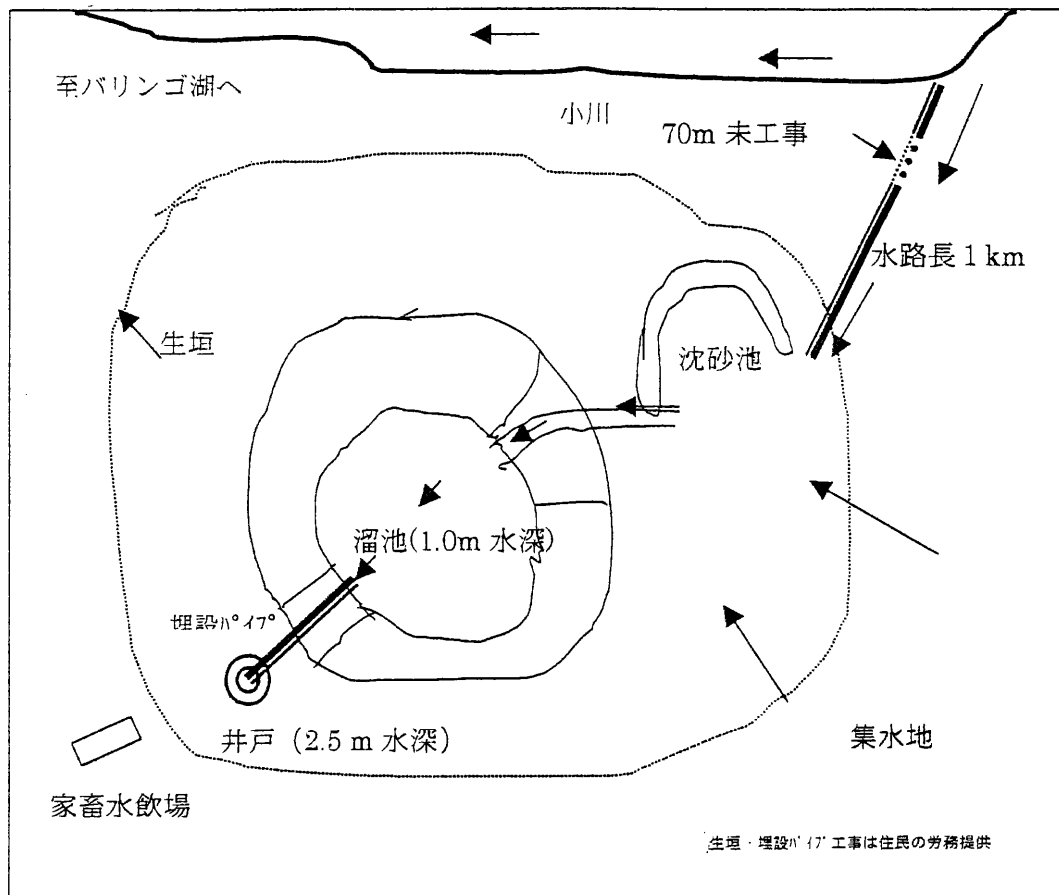 至バリンゴ湖へ
小川
70m 未工事
水路長 1 km
生垣
沈砂池
溜池(1.0m 水深)
埋設ﾊﾟｲﾌﾟ
井戸（2.5 m 水深）
集水地
家畜水飲場
生垣・埋設ﾊﾟｲﾌﾟ工事は住民の労務提供